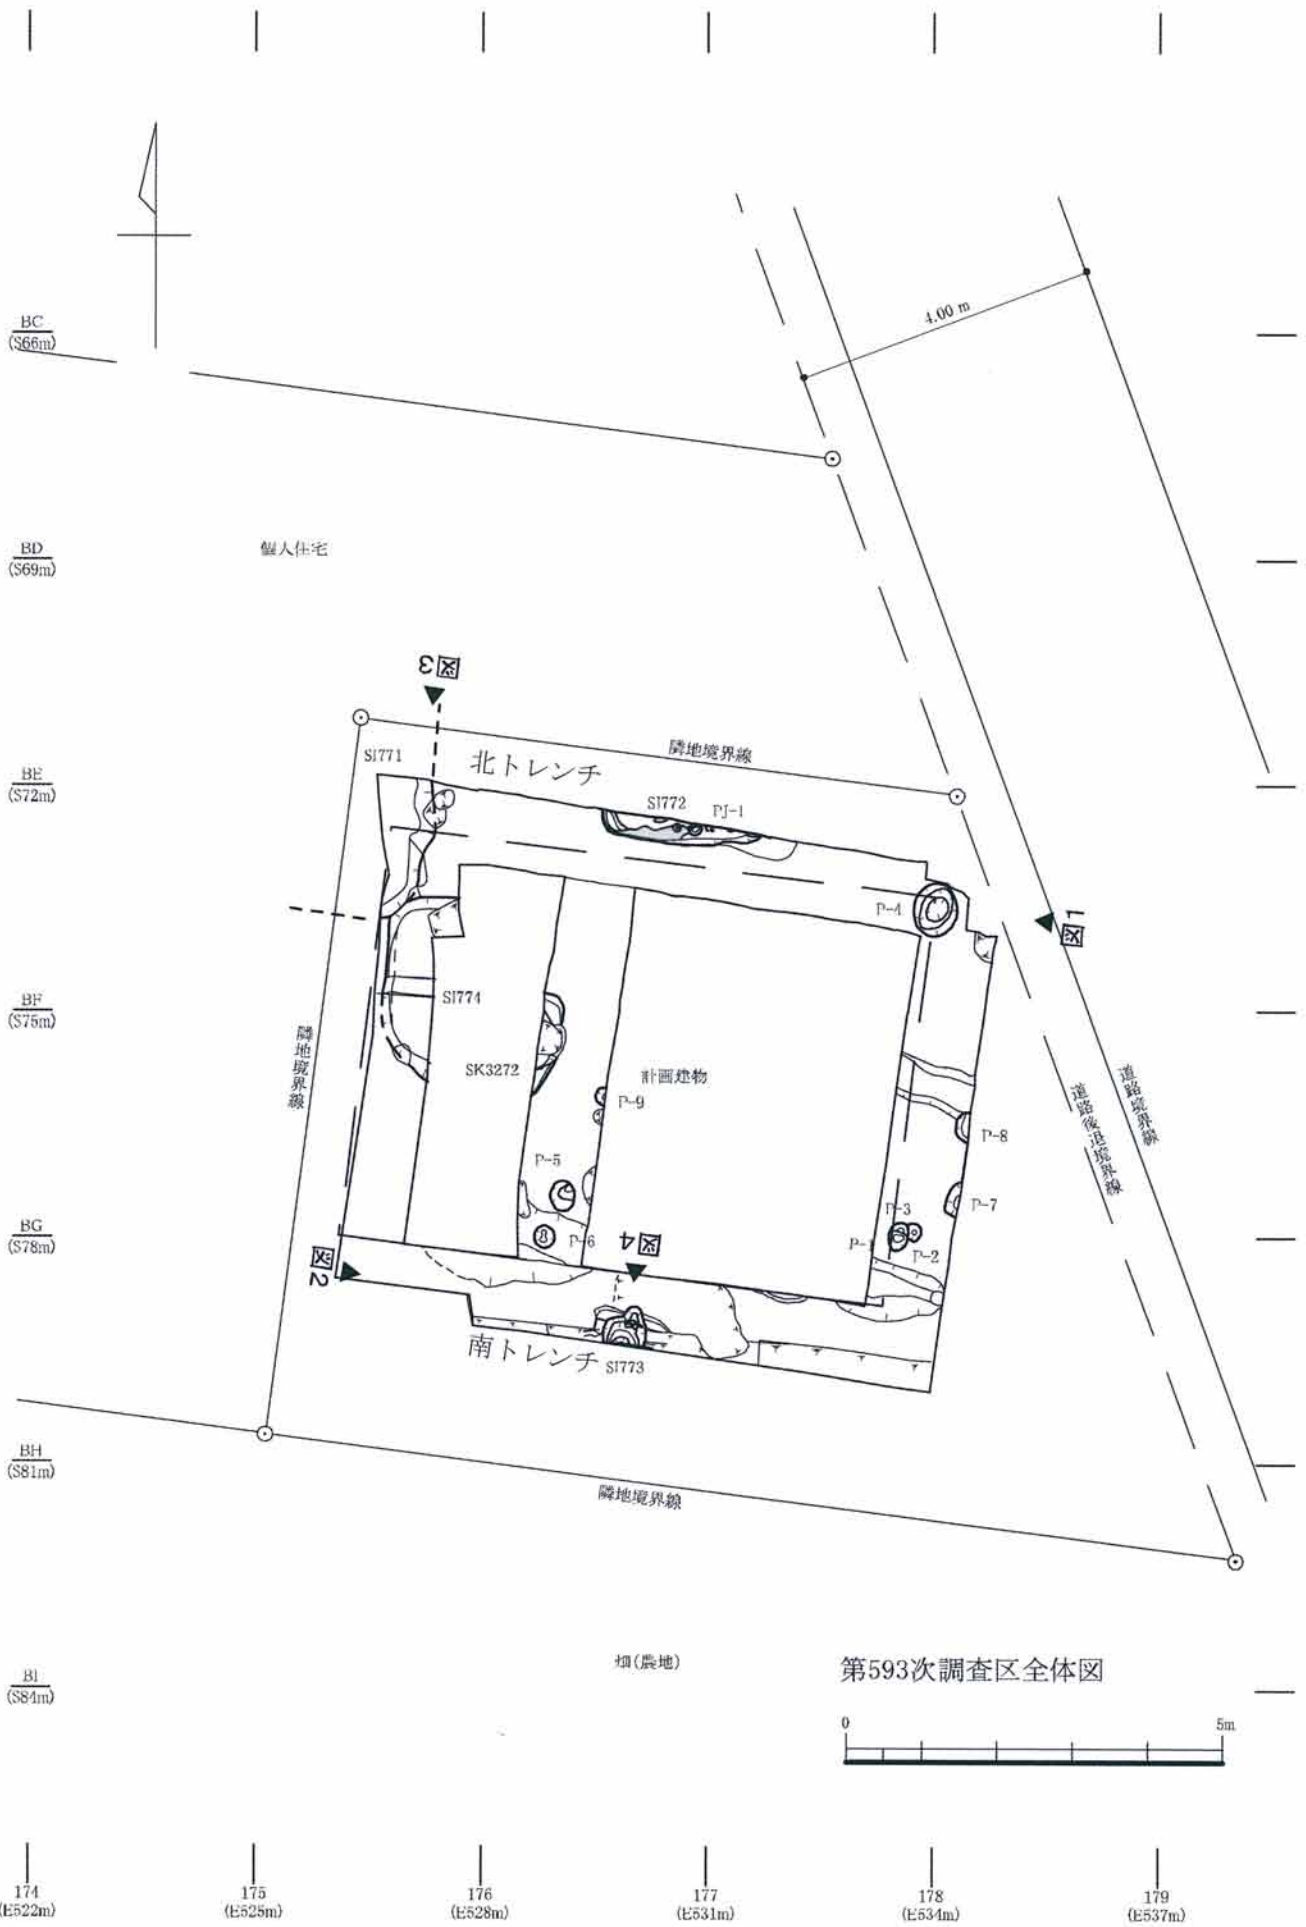 BC
(S66m)
4.00 m
BD
(S69m)
個人住宅
図3
隣地境界線
SI771
北トレンチ
BE
(S72m)
SI772
PJ-1
P-4
図1
SI774
BF
(S75m)
隣地境界線
SK3272
計画建物
P-9
道路境界線
道路後退境界線
P-8
P-5
P-7
P-3
BG
(S78m)
P-6
図4
P-1
P-2
図2
南トレンチ
SI773
BH
(S81m)
隣地境界線
畑(農地)
第593次調査区全体図
BI
(S84m)
0
5m
174
(E522m)
175
(E525m)
176
(E528m)
177
(E531m)
178
(E534m)
179
(E537m)